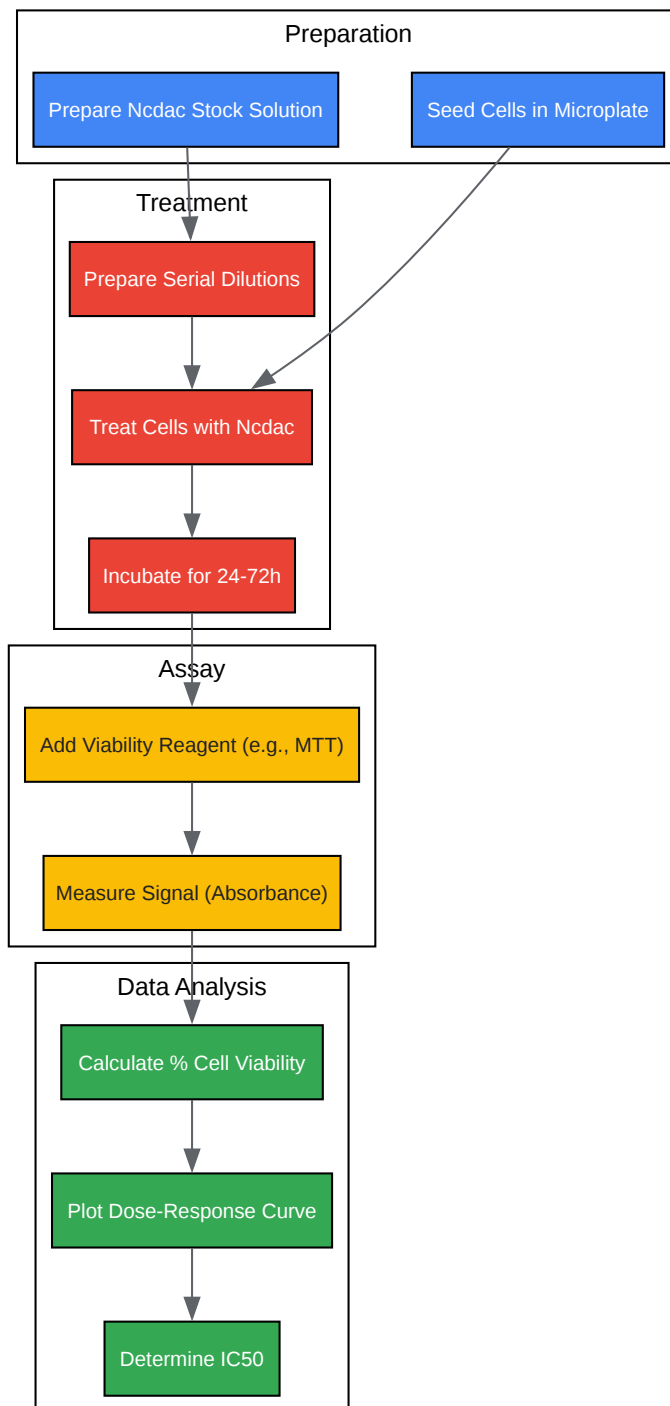 Preparation
Prepare Ncdac Stock Solution
Seed Cells in Microplate
Treatment
Prepare Serial Dilutions
Treat Cells with Ncdac
Incubate for 24-72h
Assay
Add Viability Reagent (e.g., MTT)
Measure Signal (Absorbance)
Data Analysis
Calculate % Cell Viability
Plot Dose-Response Curve
Determine IC50